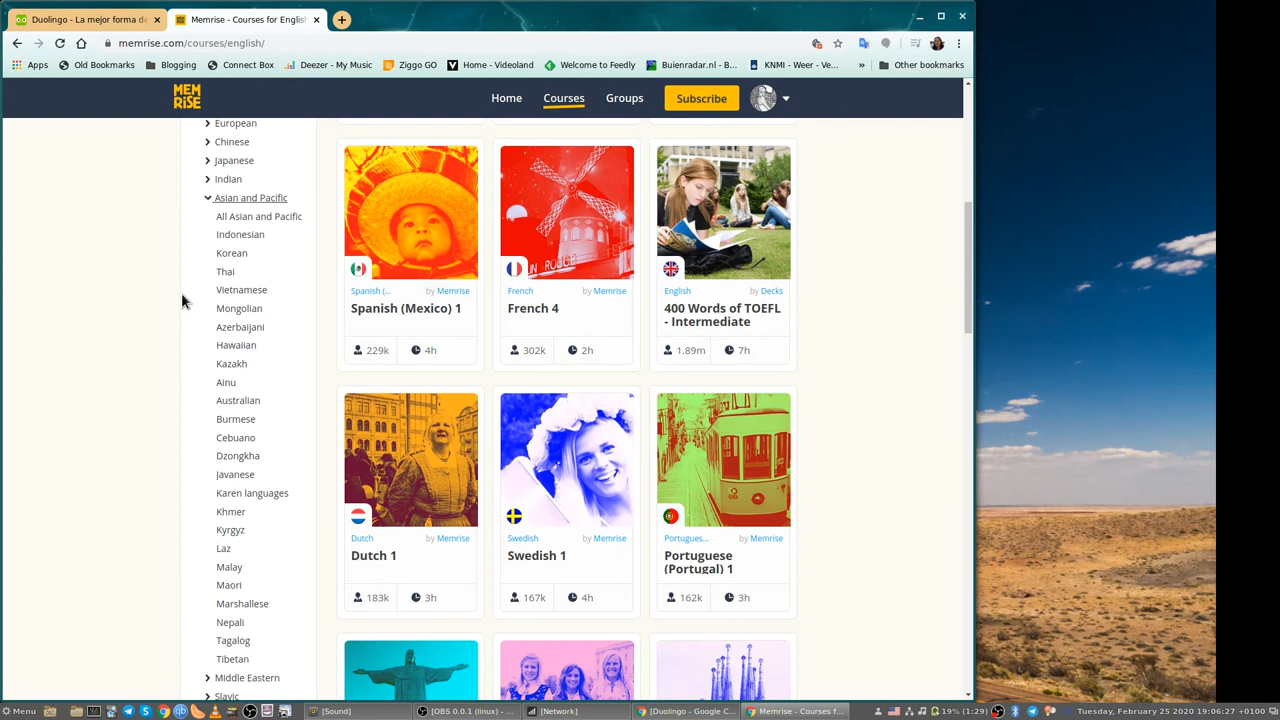 Duolingo - La mejor forma de
Memrise - Courses for Englis
memrise.com/courses/english/
Apps Old Bookmarks Blogging Connect Box Deezer - My Music Ziggo GO Home - Videoland Welcome to Feedly Buienradar.nl - B... KNMI - Weer - Ve... » Other bookmarks
MEM RiSE
Home Courses Groups Subscribe
European
Chinese
Japanese
Indian
Asian and Pacific
All Asian and Pacific
Indonesian
Korean
Thai
Vietnamese
Mongolian
Azerbaijani
Hawaiian
Kazakh
Ainu
Australian
Burmese
Cebuano
Dzongkha
Javanese
Karen languages
Khmer
Kyrgyz
Laz
Malay
Maori
Marshallese
Nepali
Tagalog
Tibetan
Middle Eastern
Slavic
Spanish (... by Memrise
Spanish (Mexico) 1
229k 4h
French by Memrise
French 4
302k 2h
English by Decks
400 Words of TOEFL
- Intermediate
1.89m 7h
Dutch by Memrise
Dutch 1
183k 3h
Swedish by Memrise
Swedish 1
167k 4h
Portugues... by Memrise
Portuguese
(Portugal) 1
162k 3h
Menu [Sound] (OBS 0.0.1 (linux) - ... [Network] [Duolingo - Google C... Memrise - Courses f... 19% (1:29) Tuesday, February 25 2020 19:06:27 +0100